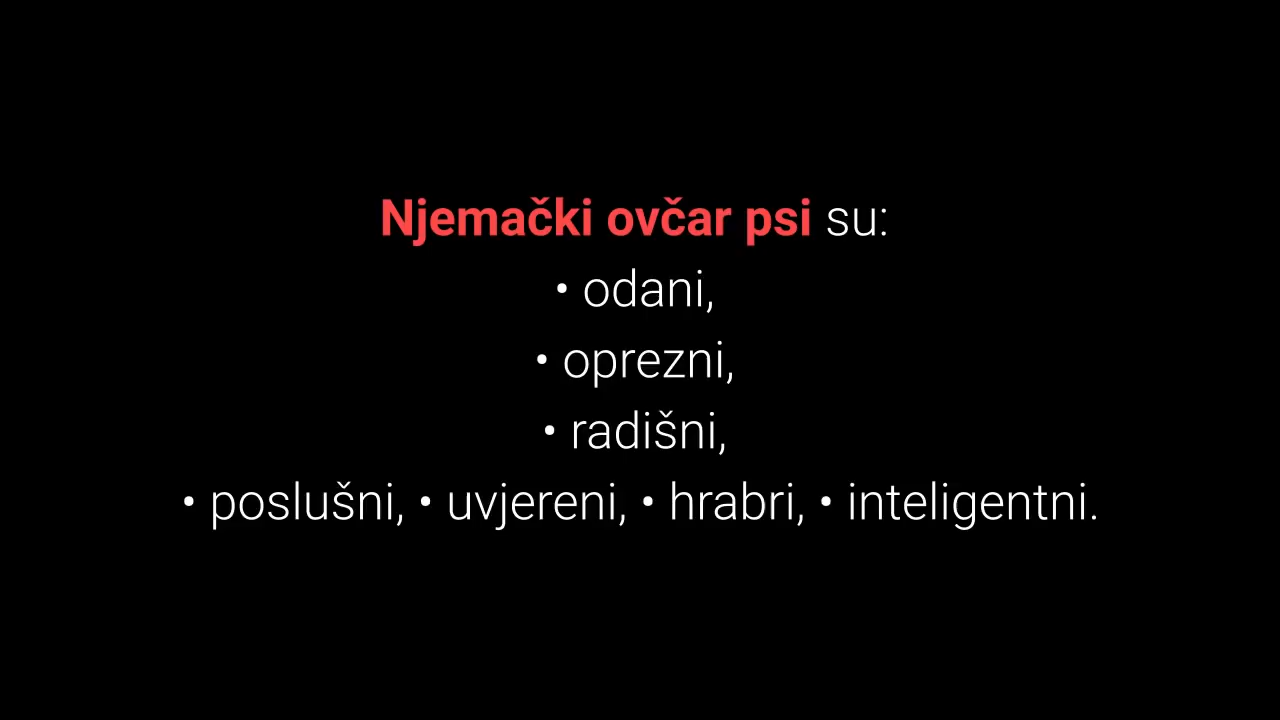 Njemački ovčar psi su:
• odani,
• oprezni,
• radišni,
• poslušni, • uvjereni, • hrabri, • inteligentni.